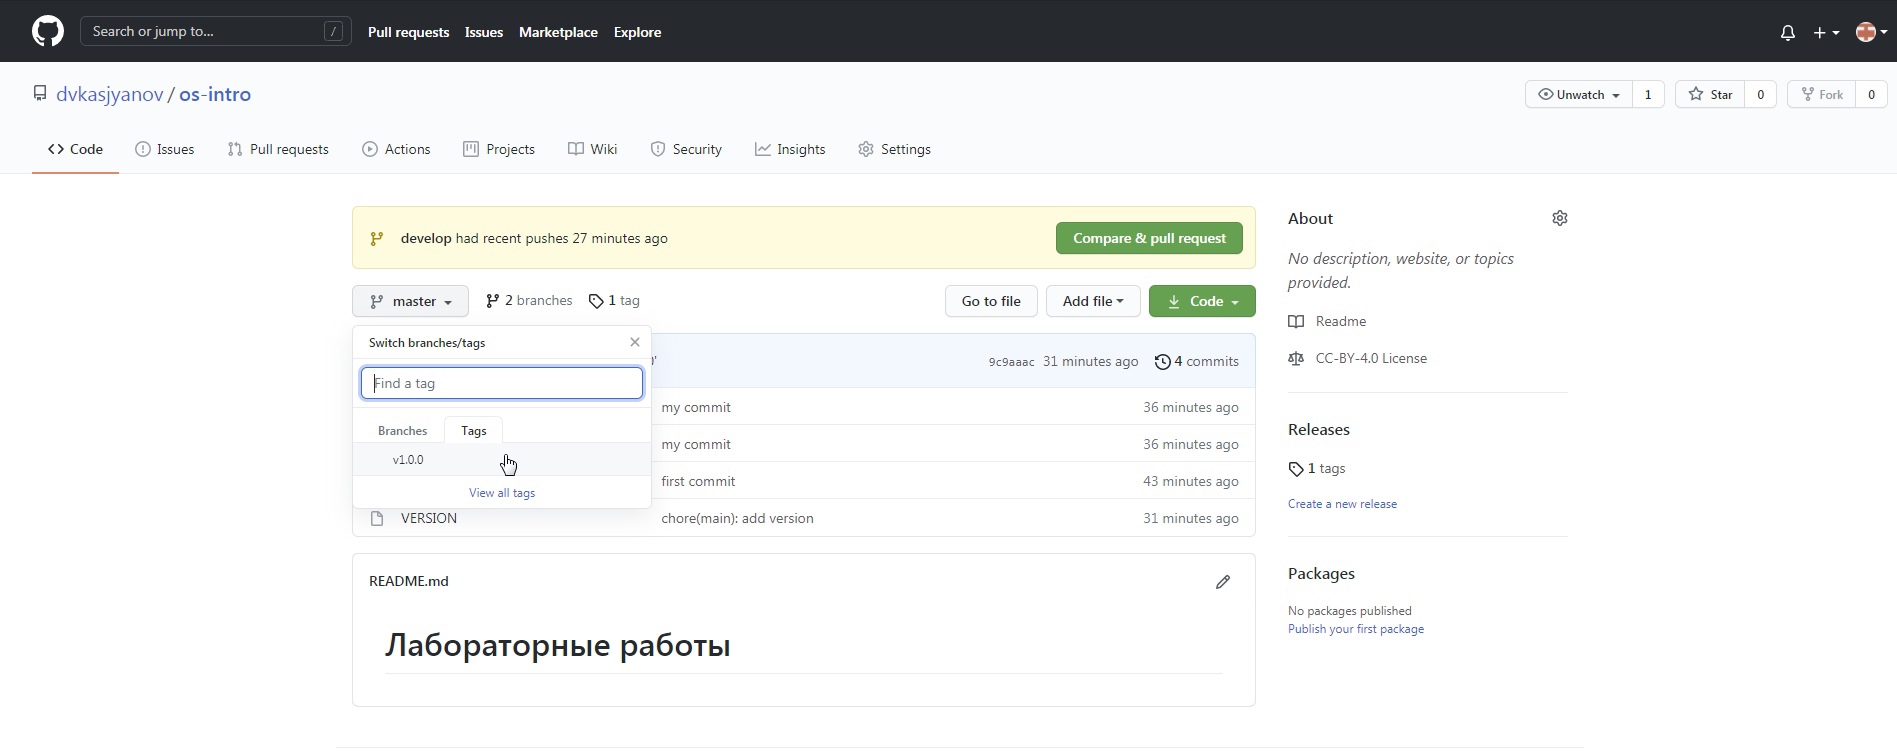 Search or jump to... /
Pull requests Issues Marketplace Explore
dvkasjyanov / os-intro
Unwatch 1 Star 0 Fork 0
Code Issues Pull requests Actions Projects Wiki Security Insights Settings
develop had recent pushes 27 minutes ago
Compare & pull request
master 2 branches 1 tag
Go to file Add file Code
Switch branches/tags
Find a tag
Branches Tags
v1.0.0
View all tags
0' 9c9aaac 31 minutes ago 4 commits
my commit 36 minutes ago
my commit 36 minutes ago
first commit 43 minutes ago
VERSION chore(main): add version 31 minutes ago
README.md
Лабораторные работы
About
No description, website, or topics
provided.
Readme
CC-BY-4.0 License
Releases
1 tags
Create a new release
Packages
No packages published
Publish your first package